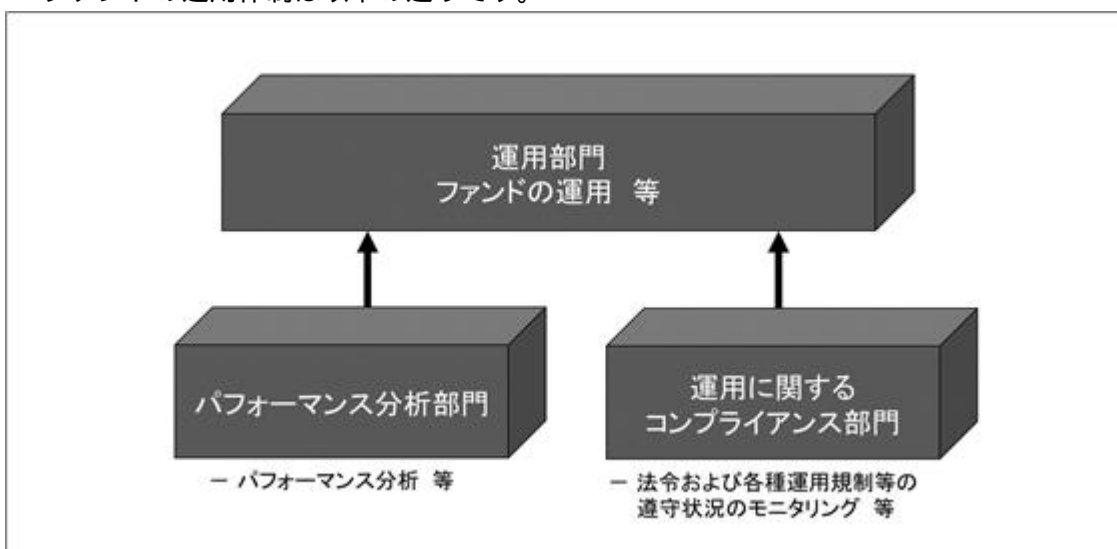 運用部門
ファンドの運用 等
パフォーマンス分析部門
− パフォーマンス分析 等
運用に関する
コンプライアンス部門
− 法令および各種運用規制等の
遵守状況のモニタリング 等